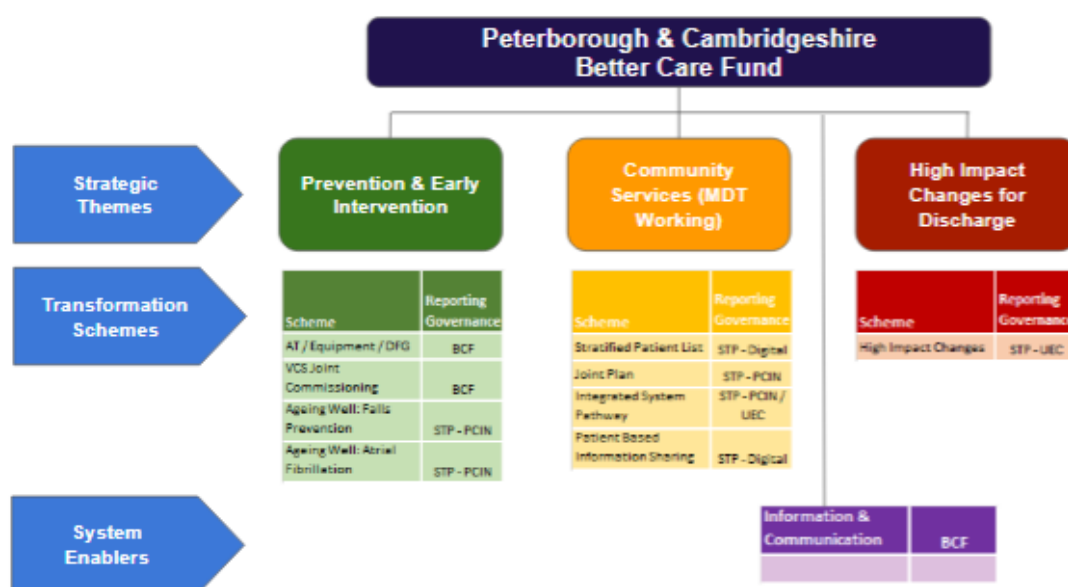 Peterborough & Cambridgeshire
Better Care Fund
Strategic
Themes
Prevention & Early
Intervention
Community
Services (MDT
Working)
High Impact
Changes for
Discharge
Transformation
Schemes
Scheme
Reporting
Governance
AT / Equipment / DFG
BCF
VCS Joint
Commissioning
BCF
Ageing Well: Falls
Prevention
STP - PCIN
Ageing Well: Atrial
Fibrillation
STP - PCIN
Scheme
Reporting
Governance
Stratified Patient List
STP - Digital
Joint Plan
STP - PCIN
Integrated System
Pathway
STP - PCIN /
UEC
Patient Based
Information Sharing
STP - Digital
Scheme
Reporting
Governance
High Impact Changes
STP - UEC
System
Enablers
Information &
Communication
BCF